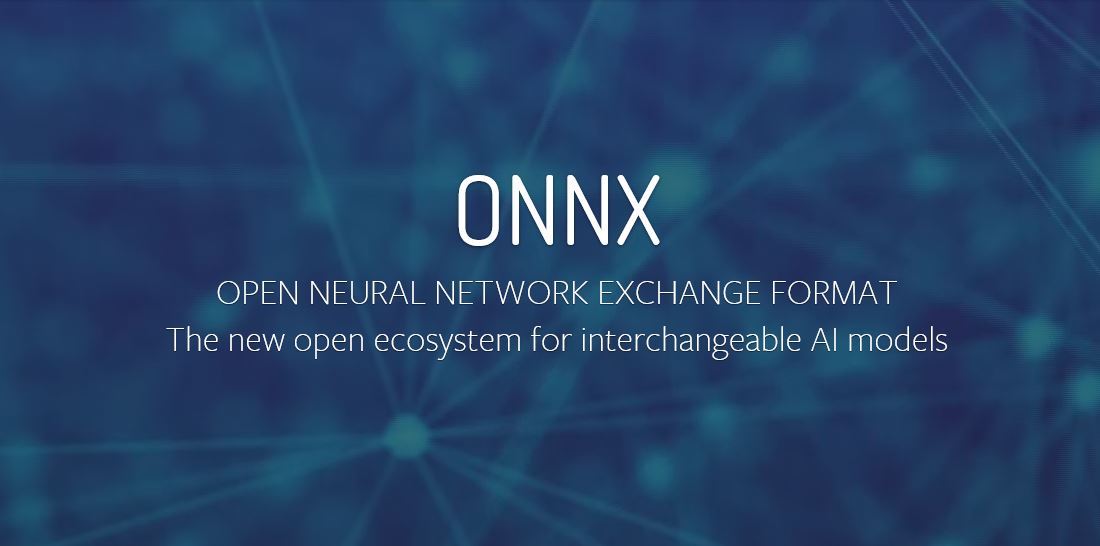 ONNX
OPEN NEURAL NETWORK EXCHANGE FORMAT
The new open ecosystem for interchangeable AI models